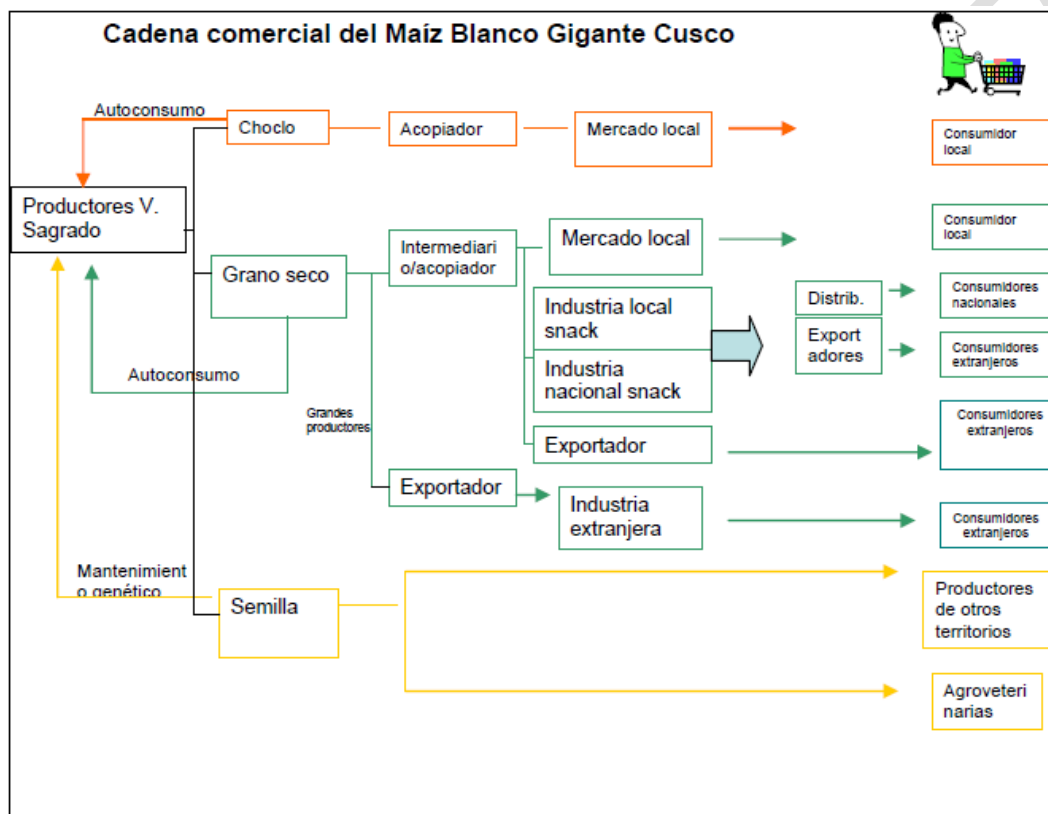 Cadena comercial del Maíz Blanco Gigante Cusco
Autoconsumo
Choclo
Acopiador
Mercado local
Consumidor
local
Productores V.
Sagrado
Grano seco
Intermediari
o/acopiador
Mercado local
Consumidor
local
Industria local
snack
Industria
nacional snack
Distrib.
Export
adores
Consumidores
nacionales
Consumidores
extranjeros
Autoconsumo
Grandes
productores
Exportador
Consumidores
extranjeros
Exportador
Industria
extranjera
Consumidores
extranjeros
Mantenimient
o genético
Semilla
Productores
de otros
territorios
Agroveteri
narias